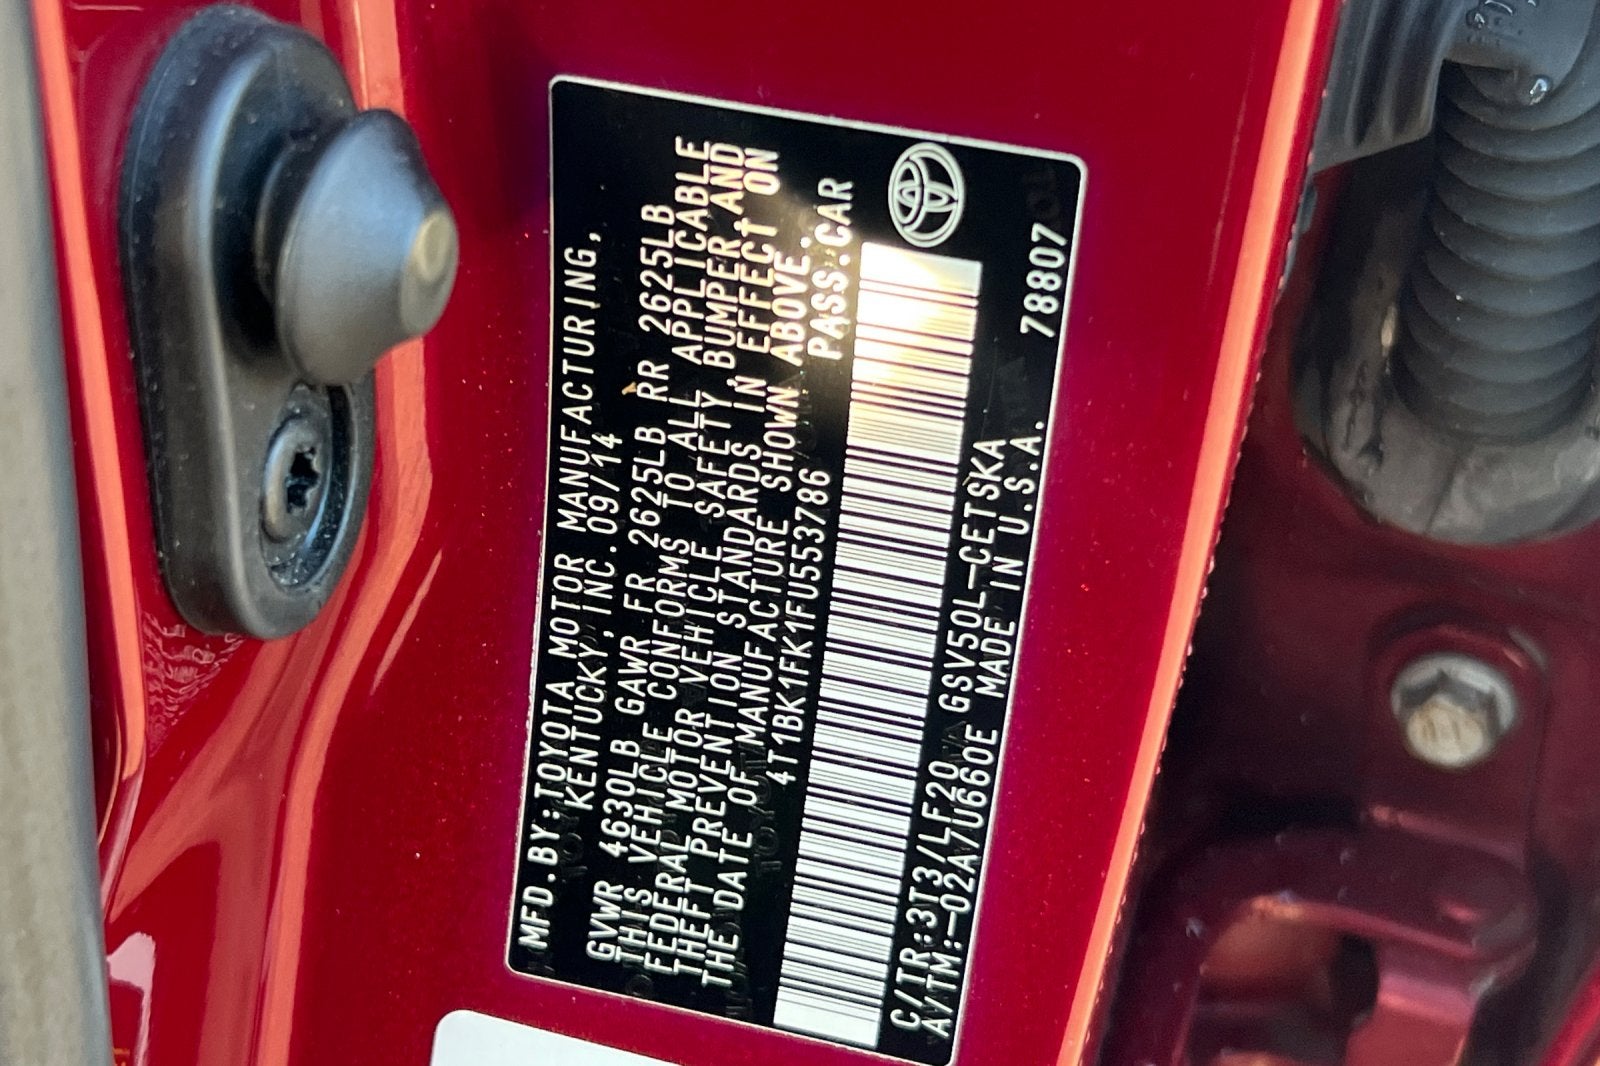 MFD.BY:TOYOTA MOTOR MANUFACTURING,
KENTUCKY,INC.09/14
GVWR 4630LB GAWR FR 2625LB RR 2625LB
THIS VEHICLE CONFORMS TO ALL APPLICABLE
FEDERAL MOTOR VEHICLE SAFETY BUMPER,AND
THEFT PREVENTION STANDARDS IN EFFECT ON
THE DATE OF MANUFACTURE SHOWN ABOVE.
4T1BK1FK1FU553786 PASS.CAR
C/TR:3T3/LF20 GSV50L-CETSKA
A/TM:-02A/U660E MADE IN U.S.A. 78807